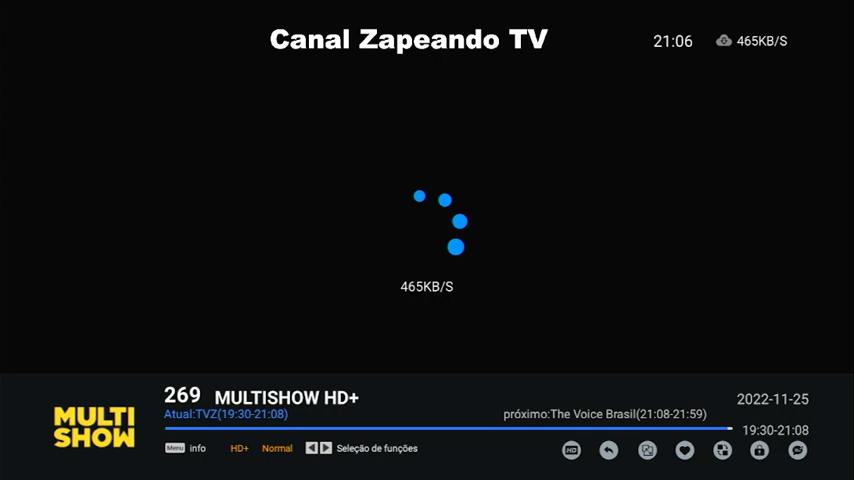 Canal Zapeando TV
21:06
465KB/S
465KB/S
269 MULTISHOW HD+
2022-11-25
Atual:TVZ(19:30-21:08)
próximo:The Voice Brasil(21:08-21:59)
19:30-21:08
MULTI
SHOW
Menu info HD+ Normal Seleção de funções
HD